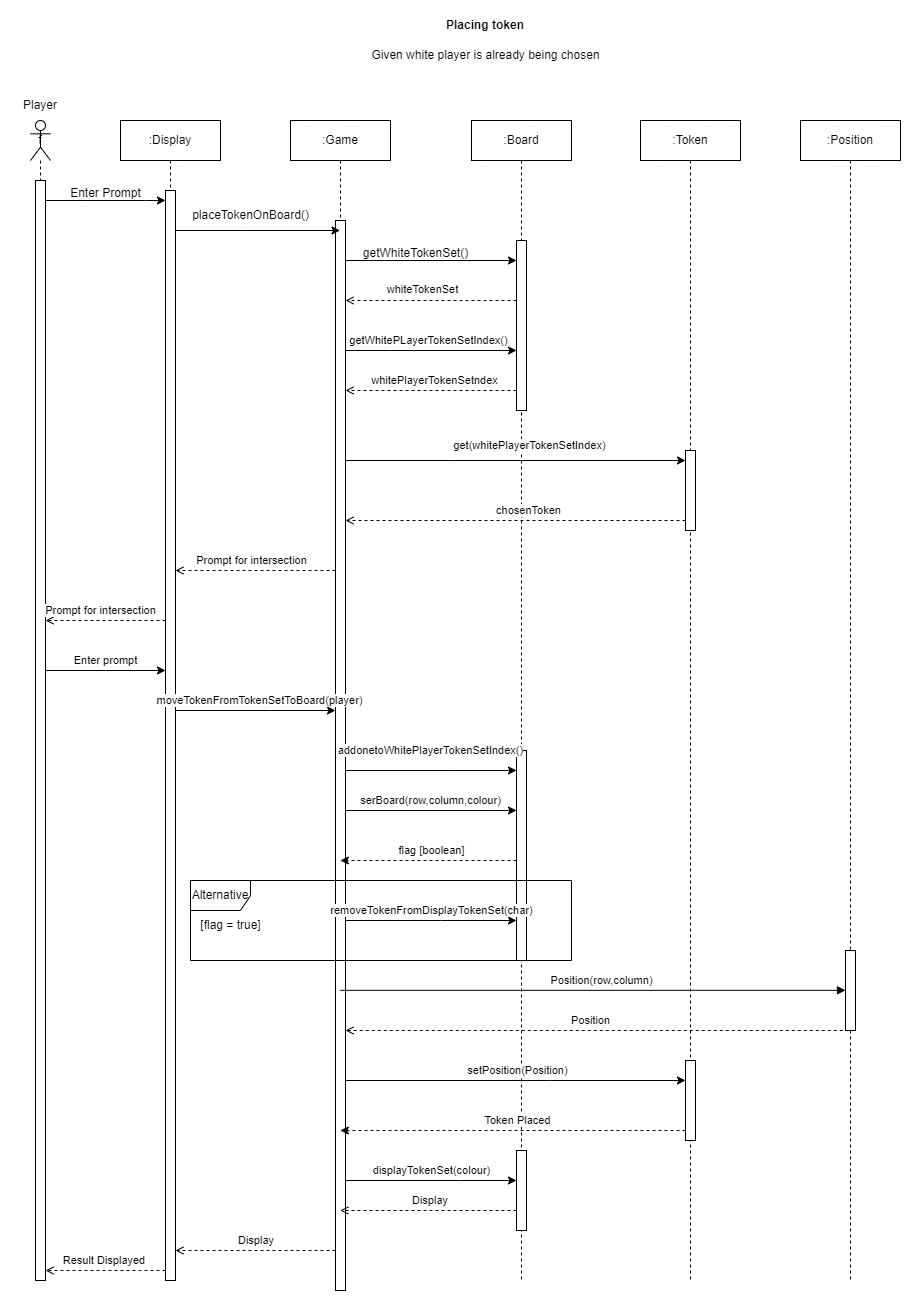 Placing token
Given white player is already being chosen
Player
:Display
:Game
:Board
:Token
:Position
Enter Prompt
placeTokenOnBoard()
getWhiteTokenSet()
whiteTokenSet
getWhitePLayerTokenSetIndex()
whitePlayerTokenSetndex
get(whitePlayerTokenSetIndex)
chosenToken
Prompt for intersection
Prompt for intersection
Enter prompt
moveTokenFromTokenSetToBoard(player)
addonetoWhitePlayerTokenSetIndex()
serBoard(row,column,colour)
flag [boolean]
Alternative
removeTokenFromDisplayTokenSet(char)
[flag = true]
Position(row,column)
Position
setPosition(Position)
Token Placed
displayTokenSet(colour)
Display
Display
Result Displayed